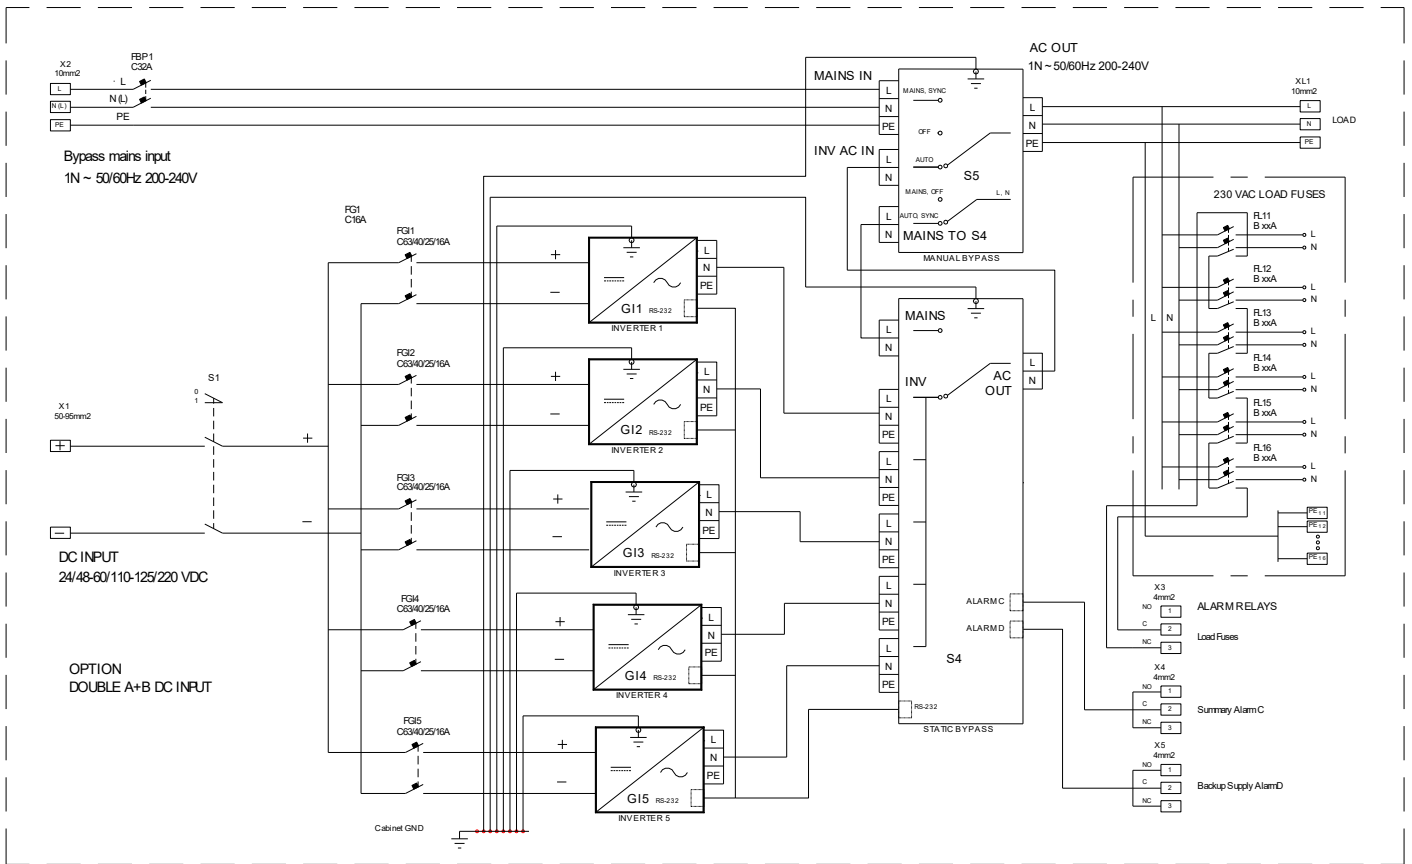 X2
10mm2
L
N (L)
PE
FBP1
C32A
L
N (L)
PE
Bypass mains input
1N ~ 50/60Hz 200-240V
MAINS IN
L
N
PE
INV AC IN
L
N
L
N
MAINS, SYNC
OFF
AUTO
S5
MAINS, OFF
L, N
AUTO, SYNC
MAINS TO S4
MANUAL BYPASS
AC OUT
1N ~ 50/60Hz 200-240V
L
N
PE
XL1
10mm2
L
N
PE
LOAD
230 VAC LOAD FUSES
L N
FL11
B xxA
L
N
FL12
B xxA
L
N
FL13
B xxA
L
N
FL14
B xxA
L
N
FL15
B xxA
L
N
FL16
B xxA
L
N
PE11
PE12
PE16
FG1
C16A
FGI1
C63/40/25/16A
+
−
GI1 RS-232
L
N
PE
INVERTER 1
FGI2
C63/40/25/16A
+
−
GI2 RS-232
L
N
PE
INVERTER 2
FGI3
C63/40/25/16A
+
−
GI3 RS-232
L
N
PE
INVERTER 3
FGI4
C63/40/25/16A
+
−
GI4 RS-232
L
N
PE
INVERTER 4
FGI5
C63/40/25/16A
+
−
GI5 RS-232
L
N
PE
INVERTER 5
S1
0
1
X1
50-95mm2
+
−
+
−
DC INPUT
24/48-60/110-125/220 VDC
OPTION
DOUBLE A+B DC INPUT
Cabinet GND
MAINS
L
N
INV
AC
OUT
L
N
L
N
PE
L
N
PE
L
N
PE
L
N
PE
L
N
PE
ALARM C
ALARM D
S4
RS-232
STATIC BYPASS
X3
4mm2
ALARM RELAYS
NO 1
C 2
NC 3
Load Fuses
X4
4mm2
NO 1
C 2
NC 3
Summary Alarm C
X5
4mm2
NO 1
C 2
NC 3
Backup Supply AlarmD